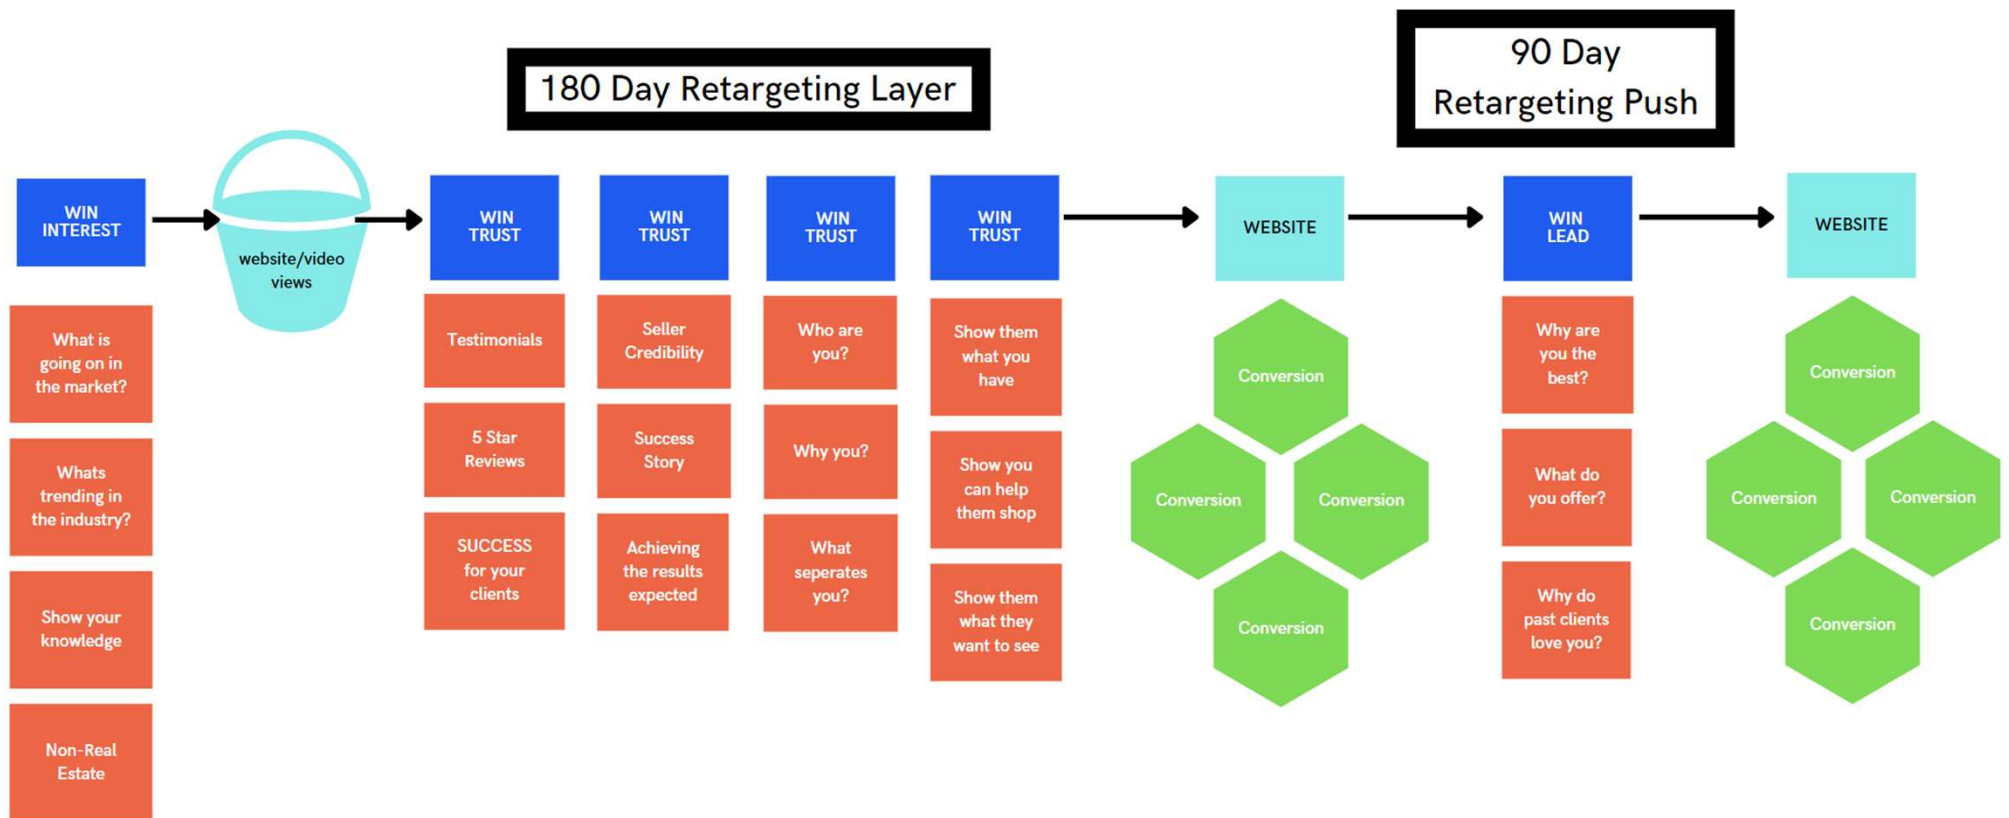 180 Day Retargeting Layer
90 Day
Retargeting Push
WIN
INTEREST
What is
going on in
the market?
Whats
trending in
the industry?
Show your
knowledge
Non-Real
Estate
website/video
views
WIN
TRUST
Testimonials
5 Star
Reviews
SUCCESS
for your
clients
WIN
TRUST
Seller
Credibility
Success
Story
Achieving
the results
expected
WIN
TRUST
Who are
you?
Why you?
What
seperates
you?
WIN
TRUST
Show them
what you
have
Show you
can help
them shop
Show them
what they
want to see
WEBSITE
Conversion
Conversion
Conversion
Conversion
WIN
LEAD
Why are
you the
best?
What do
you offer?
Why do
past clients
love you?
WEBSITE
Conversion
Conversion
Conversion
Conversion